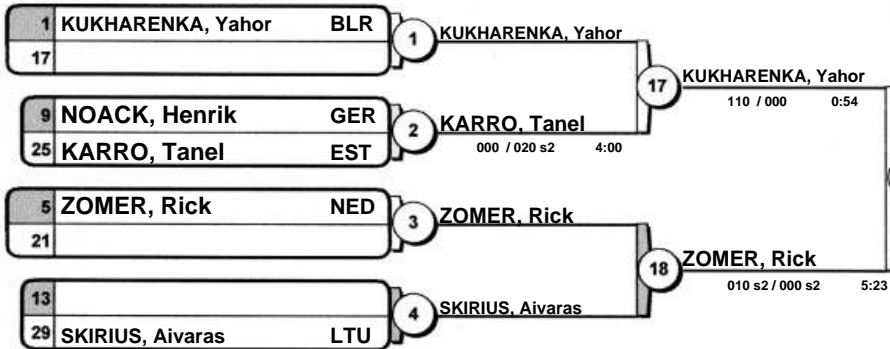 1 KUKHARENKA, Yahor BLR
17
1 KUKHARENKA, Yahor
9 NOACK, Henrik GER
25 KARRO, Tanel EST
2 KARRO, Tanel
000 / 020 s2 4:00
17 KUKHARENKA, Yahor
110 / 000 0:54
5 ZOMER, Rick NED
21
3 ZOMER, Rick
13
29 SKIRIUS, Aivaras LTU
4 SKIRIUS, Aivaras
18 ZOMER, Rick
010 s2 / 000 s2 5:23